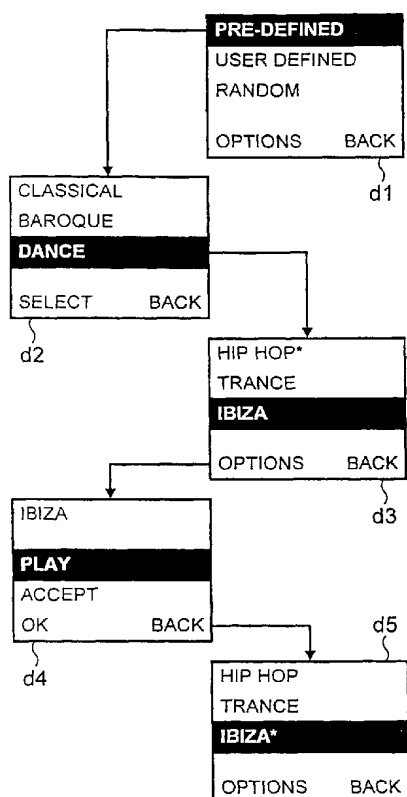 PRE-DEFINED
USER DEFINED
RANDOM
OPTIONS BACK
d1
CLASSICAL
BAROQUE
DANCE
SELECT BACK
d2
HIP HOP*
TRANCE
IBIZA
OPTIONS BACK
d3
IBIZA
PLAY
ACCEPT
OK BACK
d4
d5
HIP HOP
TRANCE
IBIZA*
OPTIONS BACK